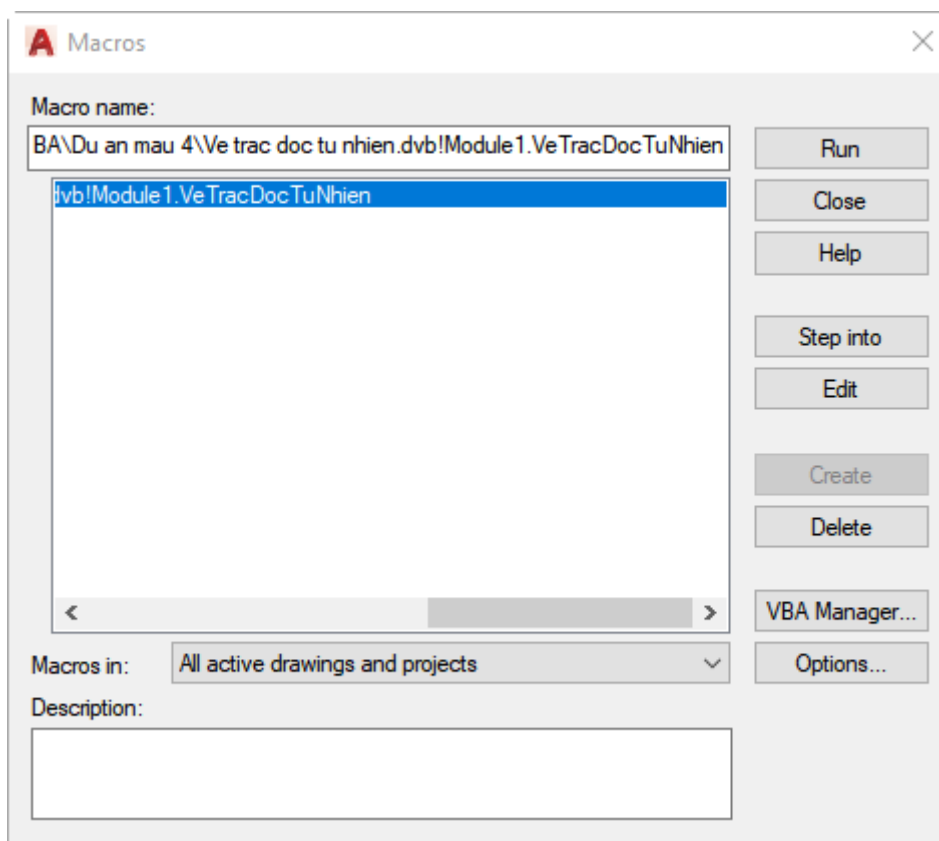 Macros
Macro name:
BA\Du an mau 4\Ve trac doc tu nhien.dvb!Module1.VeTracDocTuNhien
Run
dvb!Module1.VeTracDocTuNhien
Close
Help
Step into
Edit
Create
Delete
VBA Manager...
Macros in:
All active drawings and projects
Options...
Description: